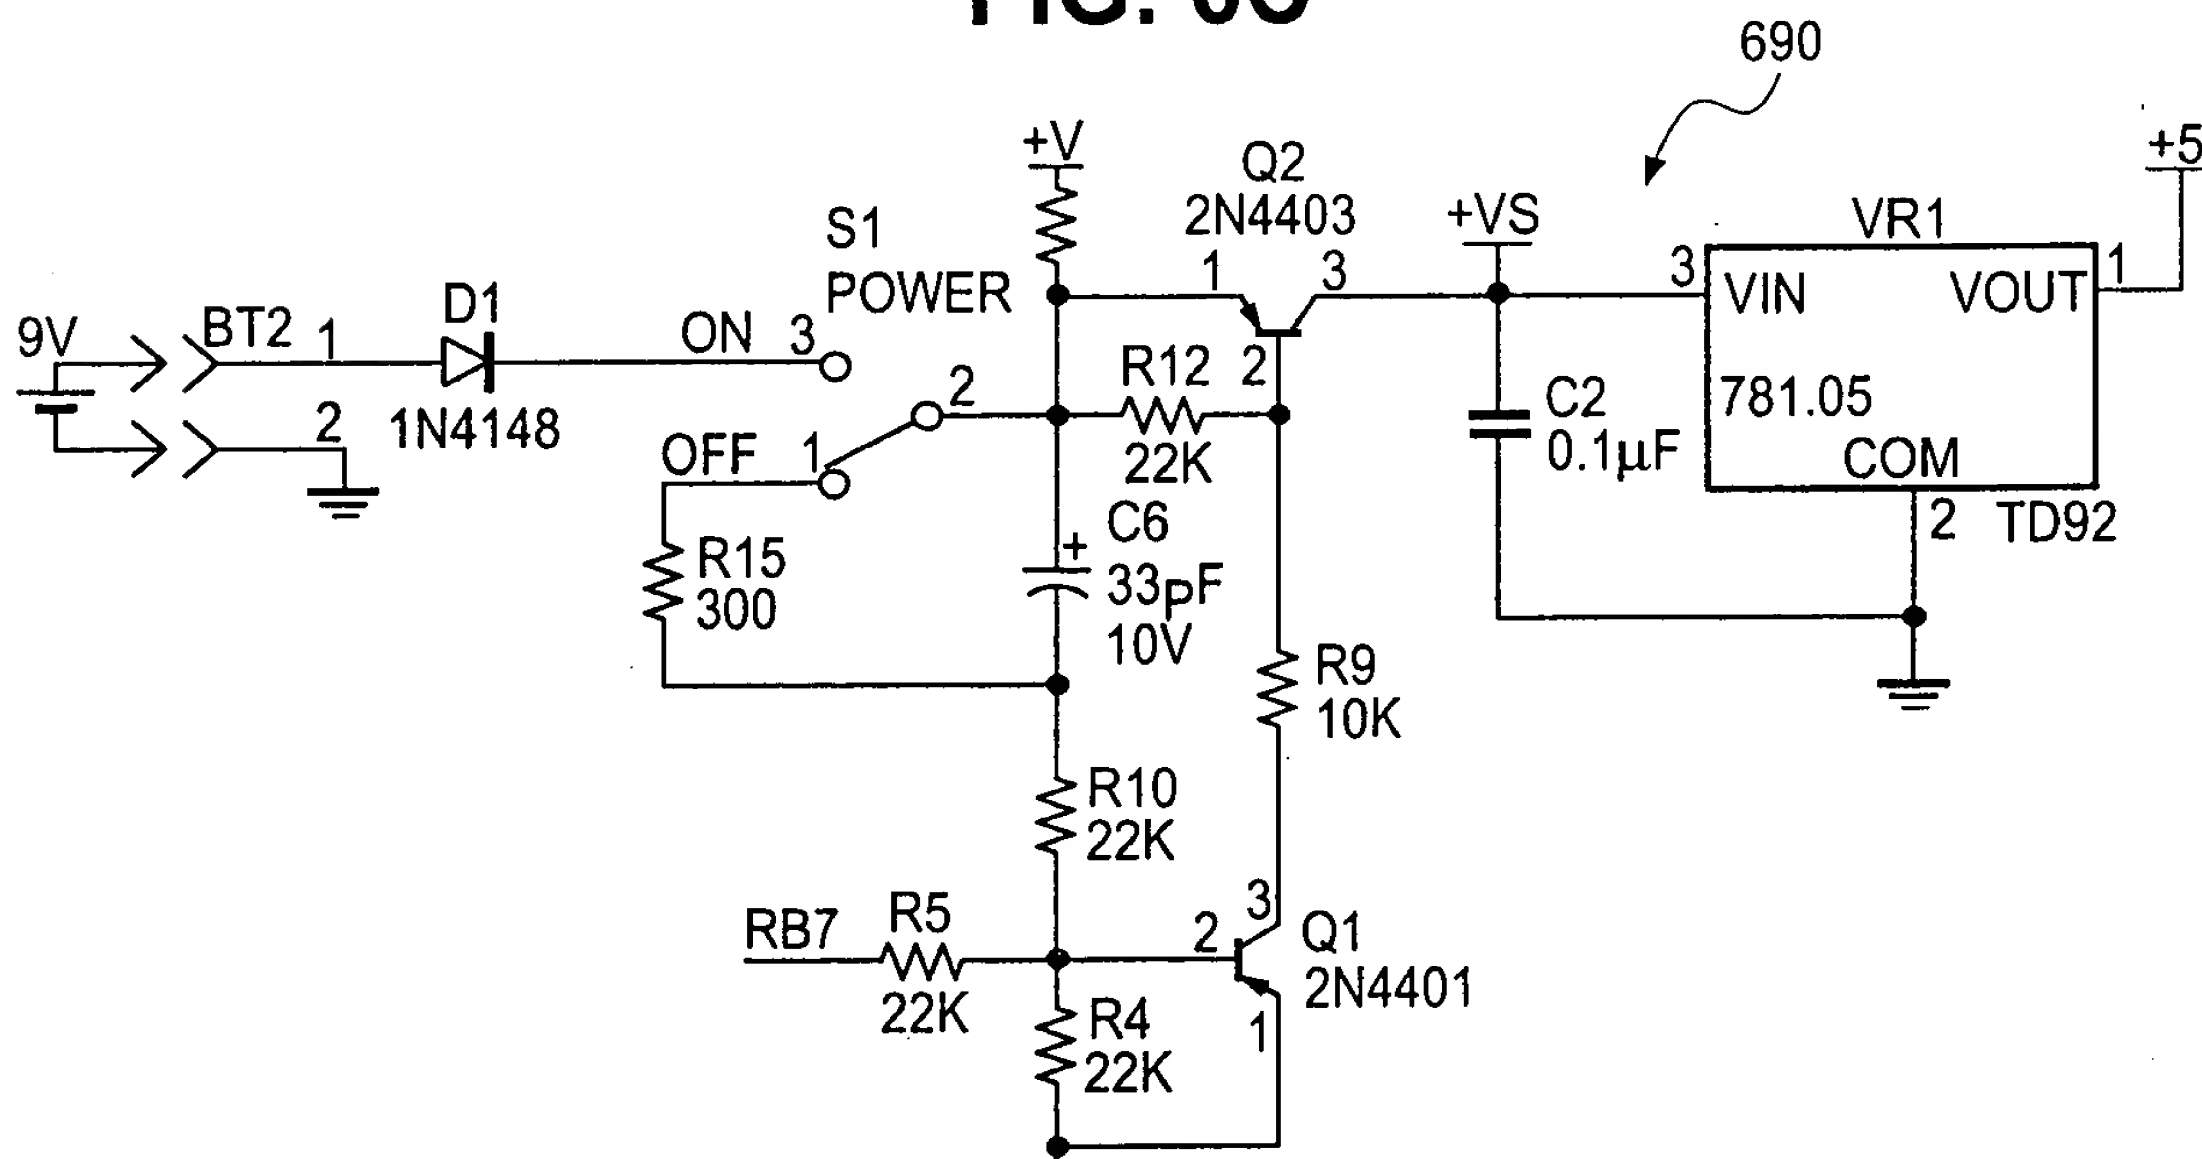 FIG.
690
+V
Q2
2N4403
+VS
+5
S1
POWER
VR1
1
3
3
VIN
VOUT
1
9V
BT2
1
D1
1N4148
ON
3
2
R12
22K
2
C2
0.1µF
781.05
COM
2
TD92
2
OFF
1
R15
300
+
C6
33pF
10V
R9
10K
R10
22K
RB7
R5
22K
2
3
Q1
2N4401
1
R4
22K